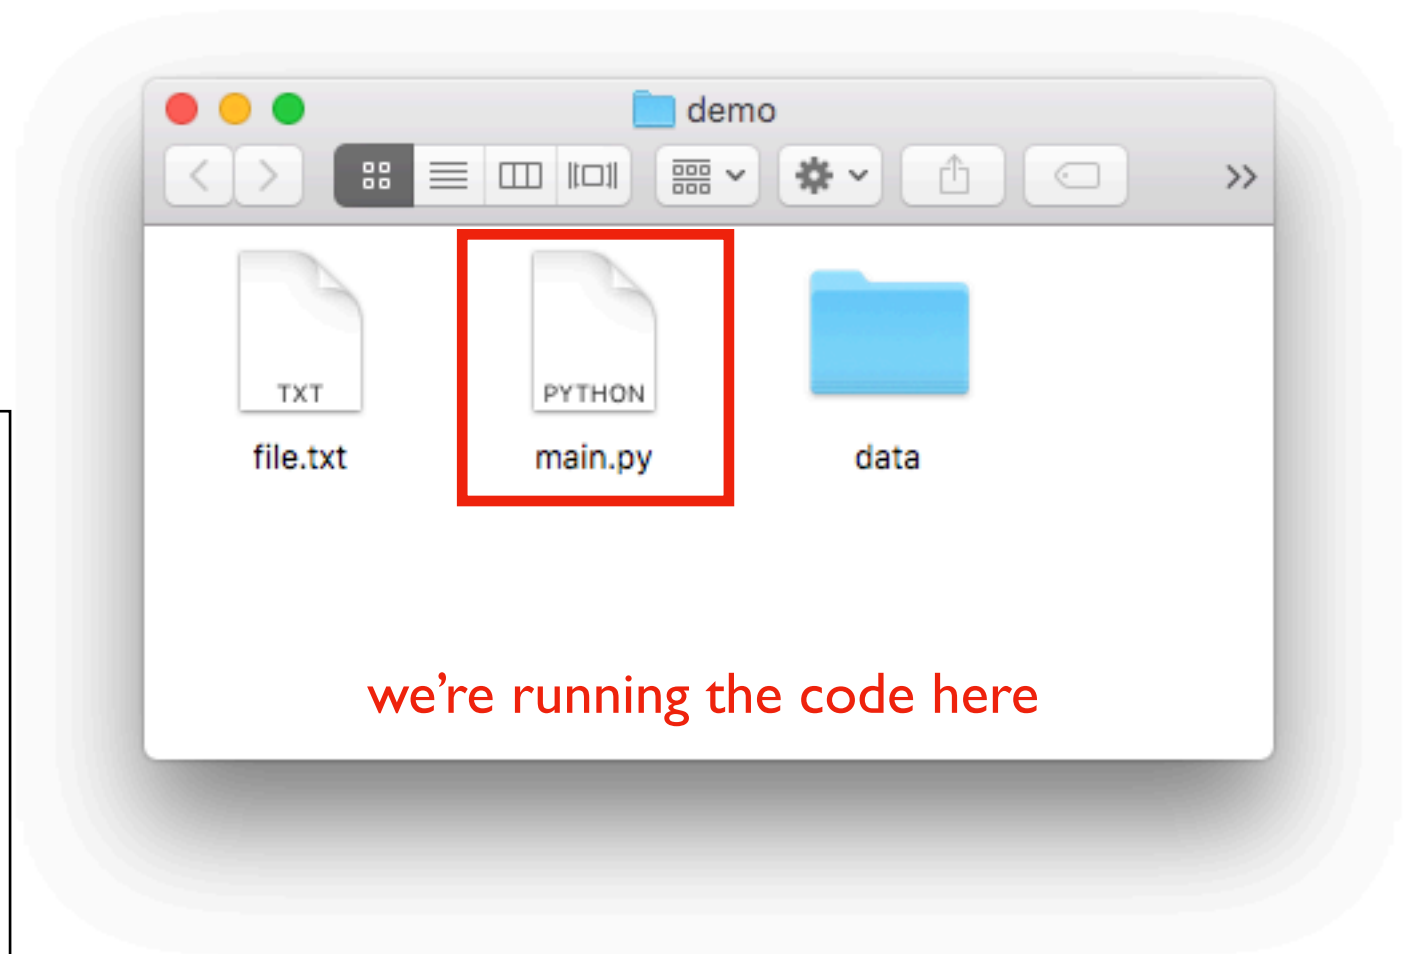 demo
TXT
PYTHON
file.txt
main.py
data
we’re running the code here